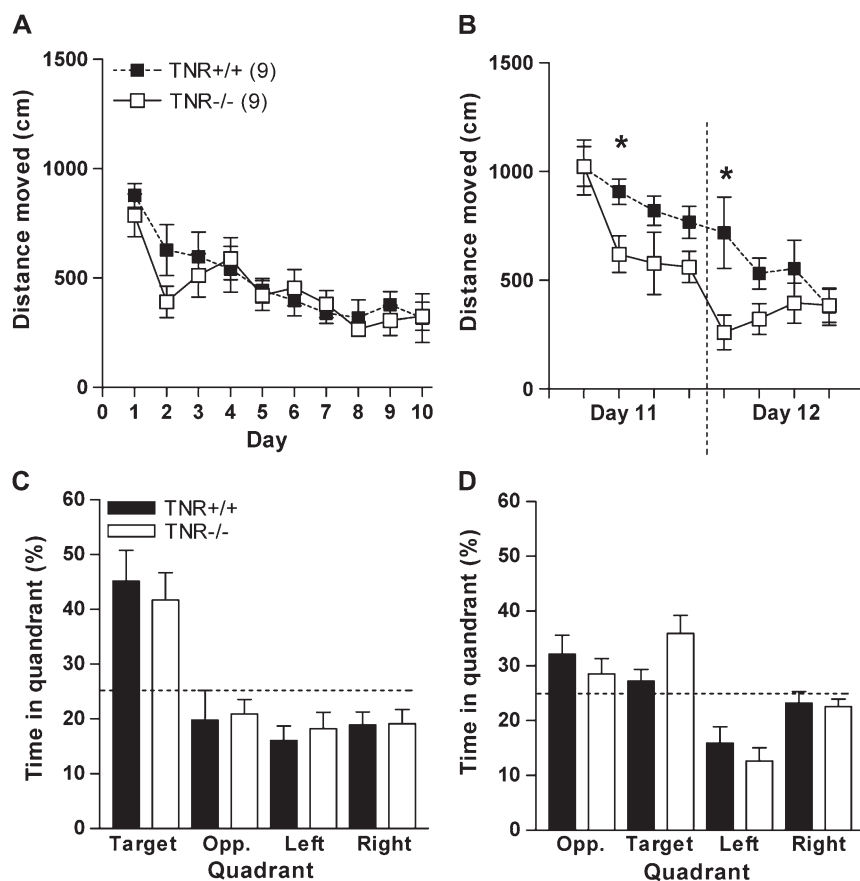 A
1500
1000
500
0
Distance moved (cm)
TNR+/+ (9)
TNR-/- (9)
0 1 2 3 4 5 6 7 8 9 10
Day
B
1500
1000
500
0
Distance moved (cm)
*
*
Day 11
Day 12
C
60
50
40
30
20
10
0
Time in quandrant (%)
TNR+/+
TNR-/-
Target Opp. Left Right
Quadrant
D
60
50
40
30
20
10
0
Time in quandrant (%)
Opp. Target Left Right
Quadrant